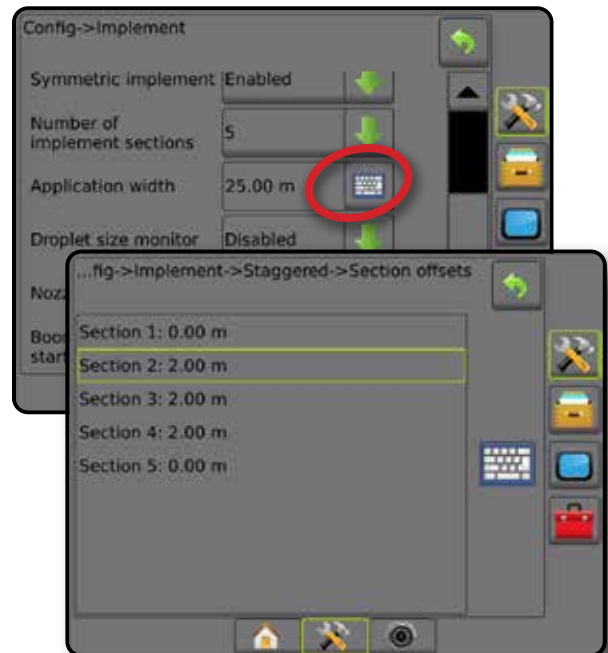 Config->Implement
Symmetric implement Enabled
Number of
implement sections 5
Application width 25.00 m
Droplet size monitor Disabled
...fig->Implement->Staggered->Section offsets
Section 1: 0.00 m
Section 2: 2.00 m
Section 3: 2.00 m
Section 4: 2.00 m
Section 5: 0.00 m